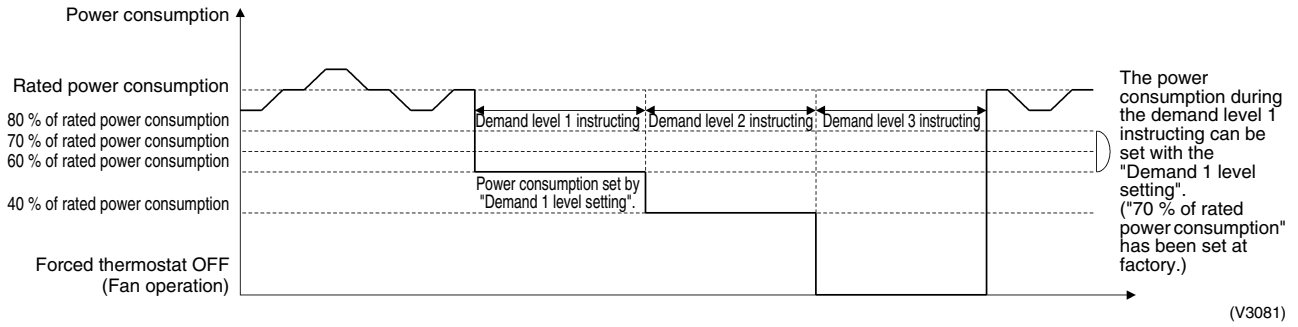 Power consumption
Rated power consumption
80 % of rated power consumption
70 % of rated power consumption
60 % of rated power consumption
40 % of rated power consumption
Forced thermostat OFF
(Fan operation)
Demand level 1 instructing
Demand level 2 instructing
Demand level 3 instructing
Power consumption set by
"Demand 1 level setting".
The power
consumption during
the demand level 1
instructing can be
set with the
"Demand 1 level
setting".
("70 % of rated
power consumption"
has been set at
factory.)
(V3081)